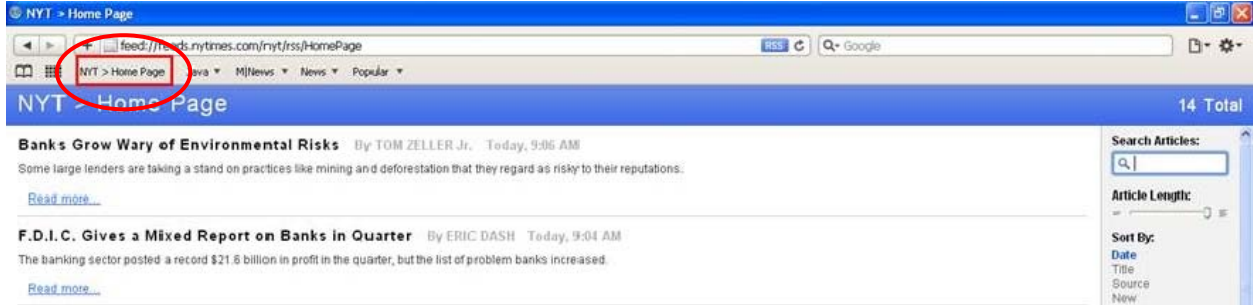 NYT > Home Page
feed://feeds.nytimes.com/nyt/rss/HomePage RSS Google
NYT > Home Page Java M|News News Popular
NYT > Home Page 14 Total
Banks Grow Wary of Environmental Risks By TOM ZELLER Jr. Today, 9:06 AM
Some large lenders are taking a stand on practices like mining and deforestation that they regard as risky to their reputations.
Read more...
F.D.I.C. Gives a Mixed Report on Banks in Quarter By ERIC DASH Today, 9:04 AM
The banking sector posted a record $21.6 billion in profit in the quarter, but the list of problem banks increased.
Read more...
Search Articles:
Article Length:
Sort By:
Date
Title
Source
New